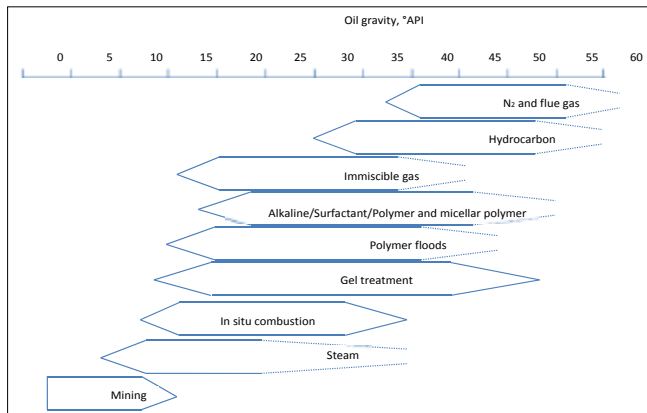 Oil gravity, °API
0 5 10 15 20 25 30 35 40 45 50 55 60
N₂ and flue gas
Hydrocarbon
Immiscible gas
Alkaline/Surfactant/Polymer and micellar polymer
Polymer floods
Gel treatment
In situ combustion
Steam
Mining